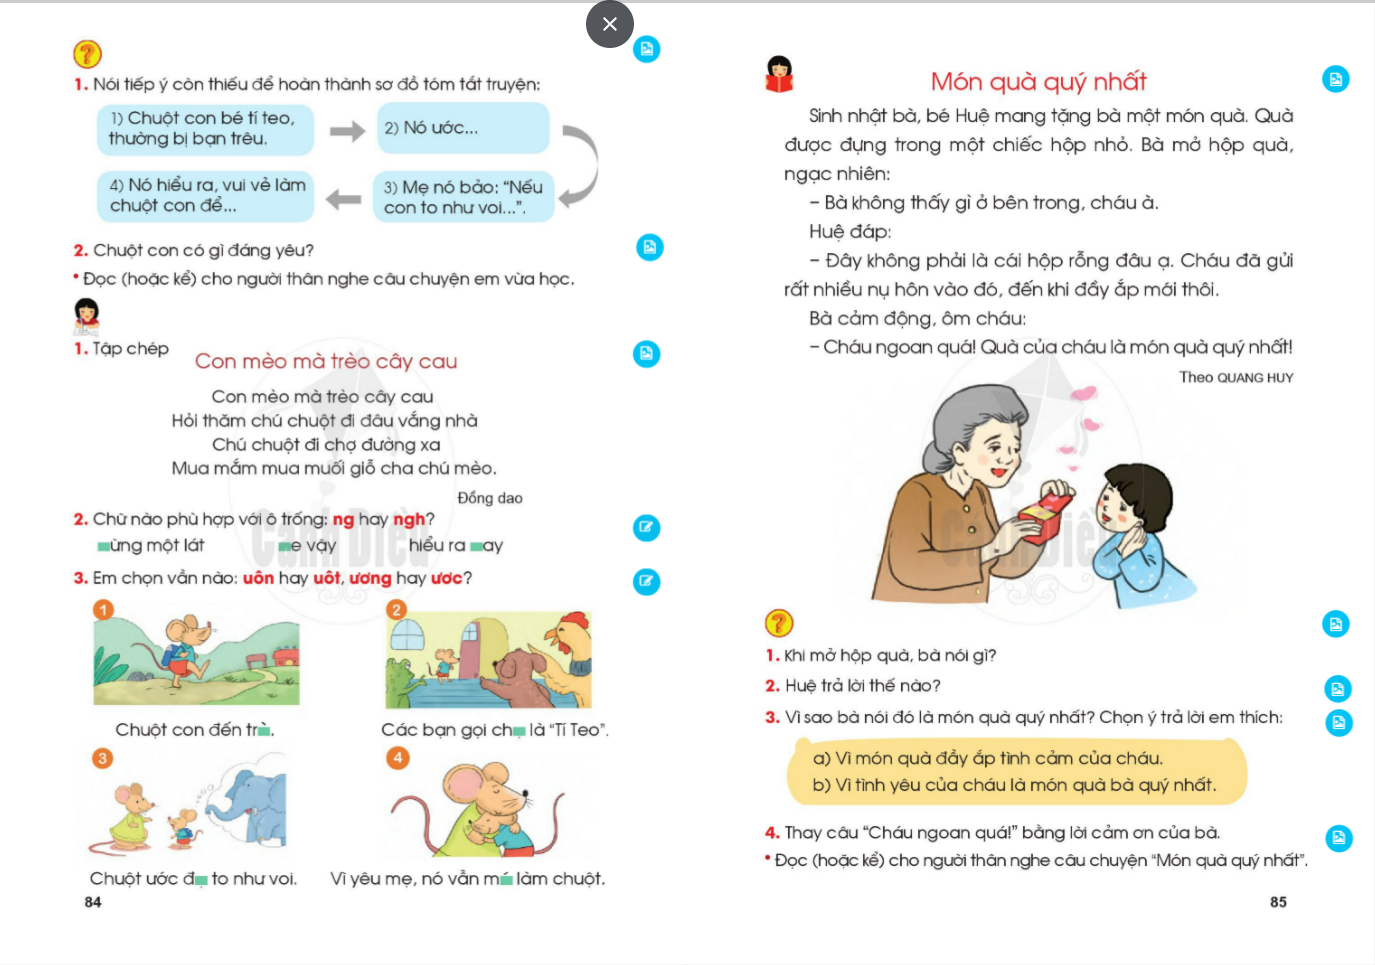 1. Nói tiếp ý còn thiếu để hoàn thành sơ đồ tóm tắt truyện:
1) Chuột con bé tí teo,
thường bị bạn trêu.
2) Nó ước...
3) Mẹ nó bảo: “Nếu
con to như voi...”.
4) Nó hiểu ra, vui vẻ làm
chuột con để...
2. Chuột con có gì đáng yêu?
• Đọc (hoặc kể) cho người thân nghe câu chuyện em vừa học.
1. Tập chép
Con mèo mà trèo cây cau
Con mèo mà trèo cây cau
Hỏi thăm chú chuột đi đâu vắng nhà
Chú chuột đi chợ đường xa
Mua mắm mua muối giỗ cha chú mèo.
Đồng dao
2. Chữ nào phù hợp với ô trống: ng hay ngh?
ừng một lát e vậy hiểu ra ay
3. Em chọn vần nào: uôn hay uôt, ương hay ươc?
1
2
Chuột con đến tr.
Các bạn gọi ch là “Tí Teo”.
3
4
Chuột ước đ to như voi.
Vì yêu mẹ, nó vẫn m làm chuột.
84
Món quà quý nhất
Sinh nhật bà, bé Huệ mang tặng bà một món quà. Quà
được đựng trong một chiếc hộp nhỏ. Bà mở hộp quà,
ngạc nhiên:
– Bà không thấy gì ở bên trong, cháu à.
Huệ đáp:
– Đây không phải là cái hộp rỗng đâu ạ. Cháu đã gửi
rất nhiều nụ hôn vào đó, đến khi đầy ắp mới thôi.
Bà cảm động, ôm cháu:
– Cháu ngoan quá! Quà của cháu là món quà quý nhất!
Theo QUANG HUY
1. Khi mở hộp quà, bà nói gì?
2. Huệ trả lời thế nào?
3. Vì sao bà nói đó là món quà quý nhất? Chọn ý trả lời em thích:
a) Vì món quà đầy ắp tình cảm của cháu.
b) Vì tình yêu của cháu là món quà bà quý nhất.
4. Thay câu “Cháu ngoan quá!” bằng lời cảm ơn của bà.
• Đọc (hoặc kể) cho người thân nghe câu chuyện “Món quà quý nhất”.
85
Cánh Diều
Cánh Diều